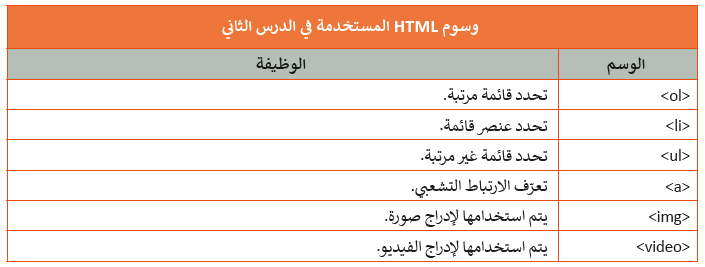 وسوم HTML المستخدمة في الدرس الثاني
الوسم الوظيفة
<ol> تحدد قائمة مرتبة.
<li> تحدد عنصر قائمة.
<ul> تحدد قائمة غير مرتبة.
<a> تعرّف الارتباط التشعبي.
<img> يتم استخدامها لإدراج صورة.
<video> يتم استخدامها لإدراج الفيديو.